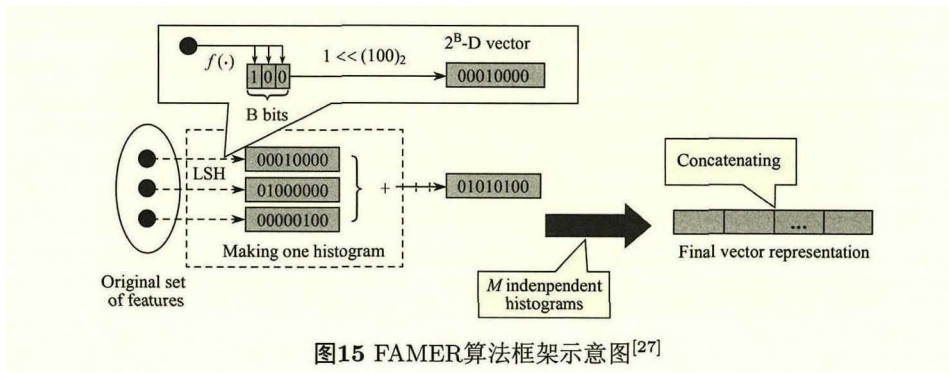 2ᴮ-D vector
f(·)
1 << (100)₂
1 0 0
00010000
B bits
LSH
00010000
01000000
00000100
+
01010100
Making one histogram
Original set
of features
M indenpendent
histograms
Concatenating
...
Final vector representation
图15 FAMER算法框架示意图[27]